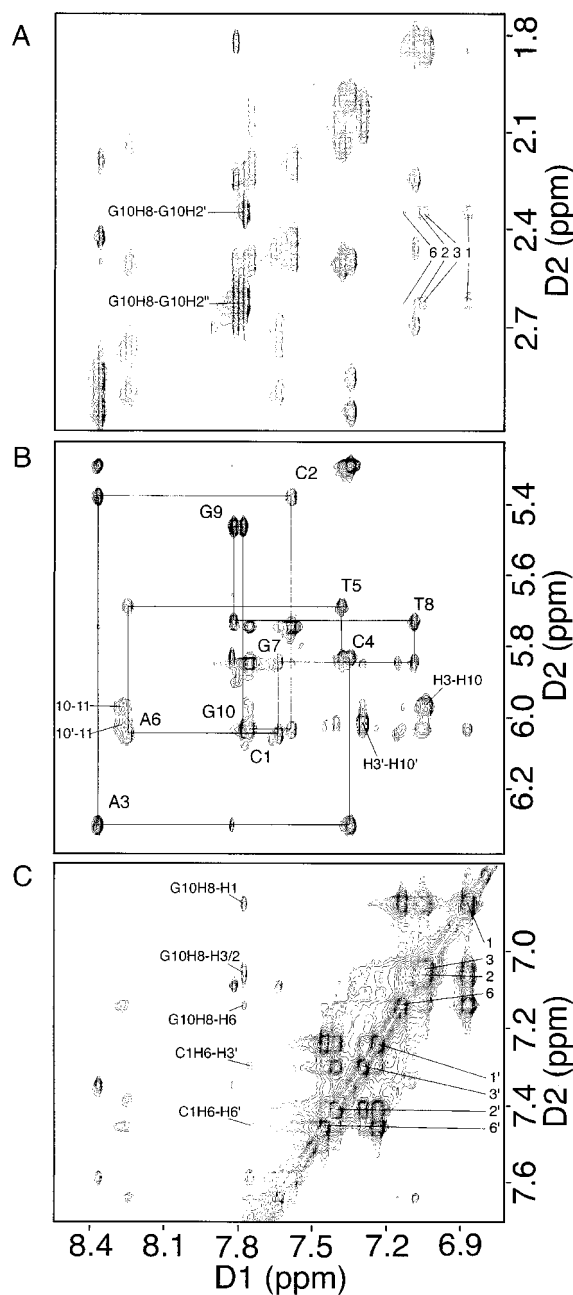 A
1.8
2.1
2.4
2.7
D2 (ppm)
G10H8-G10H2'
G10H8-G10H2''
6 2 3 1
B
C2
G9
T5
T8
G7
C4
10-11
H3-H10
10'-11
A6
G10
C1
H3'-H10'
A3
5.4
5.6
5.8
6.0
6.2
D2 (ppm)
C
G10H8-H1
G10H8-H3/2
G10H8-H6
C1H6-H3'
C1H6-H6'
1
3
2
6
1'
3'
2'
6'
7.0
7.2
7.4
7.6
D2 (ppm)
8.4 8.1 7.8 7.5 7.2 6.9
D1 (ppm)